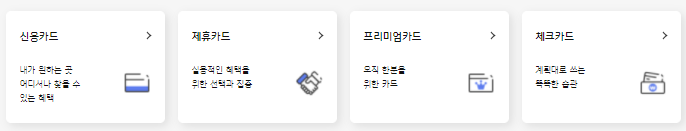 신용카드
내가 원하는 곳
어디서나 찾을 수
있는 혜택
제휴카드
실용적인 혜택을
위한 선택과 집중
프리미엄카드
오직 한분을
위한 카드
체크카드
계획대로 쓰는
똑똑한 습관